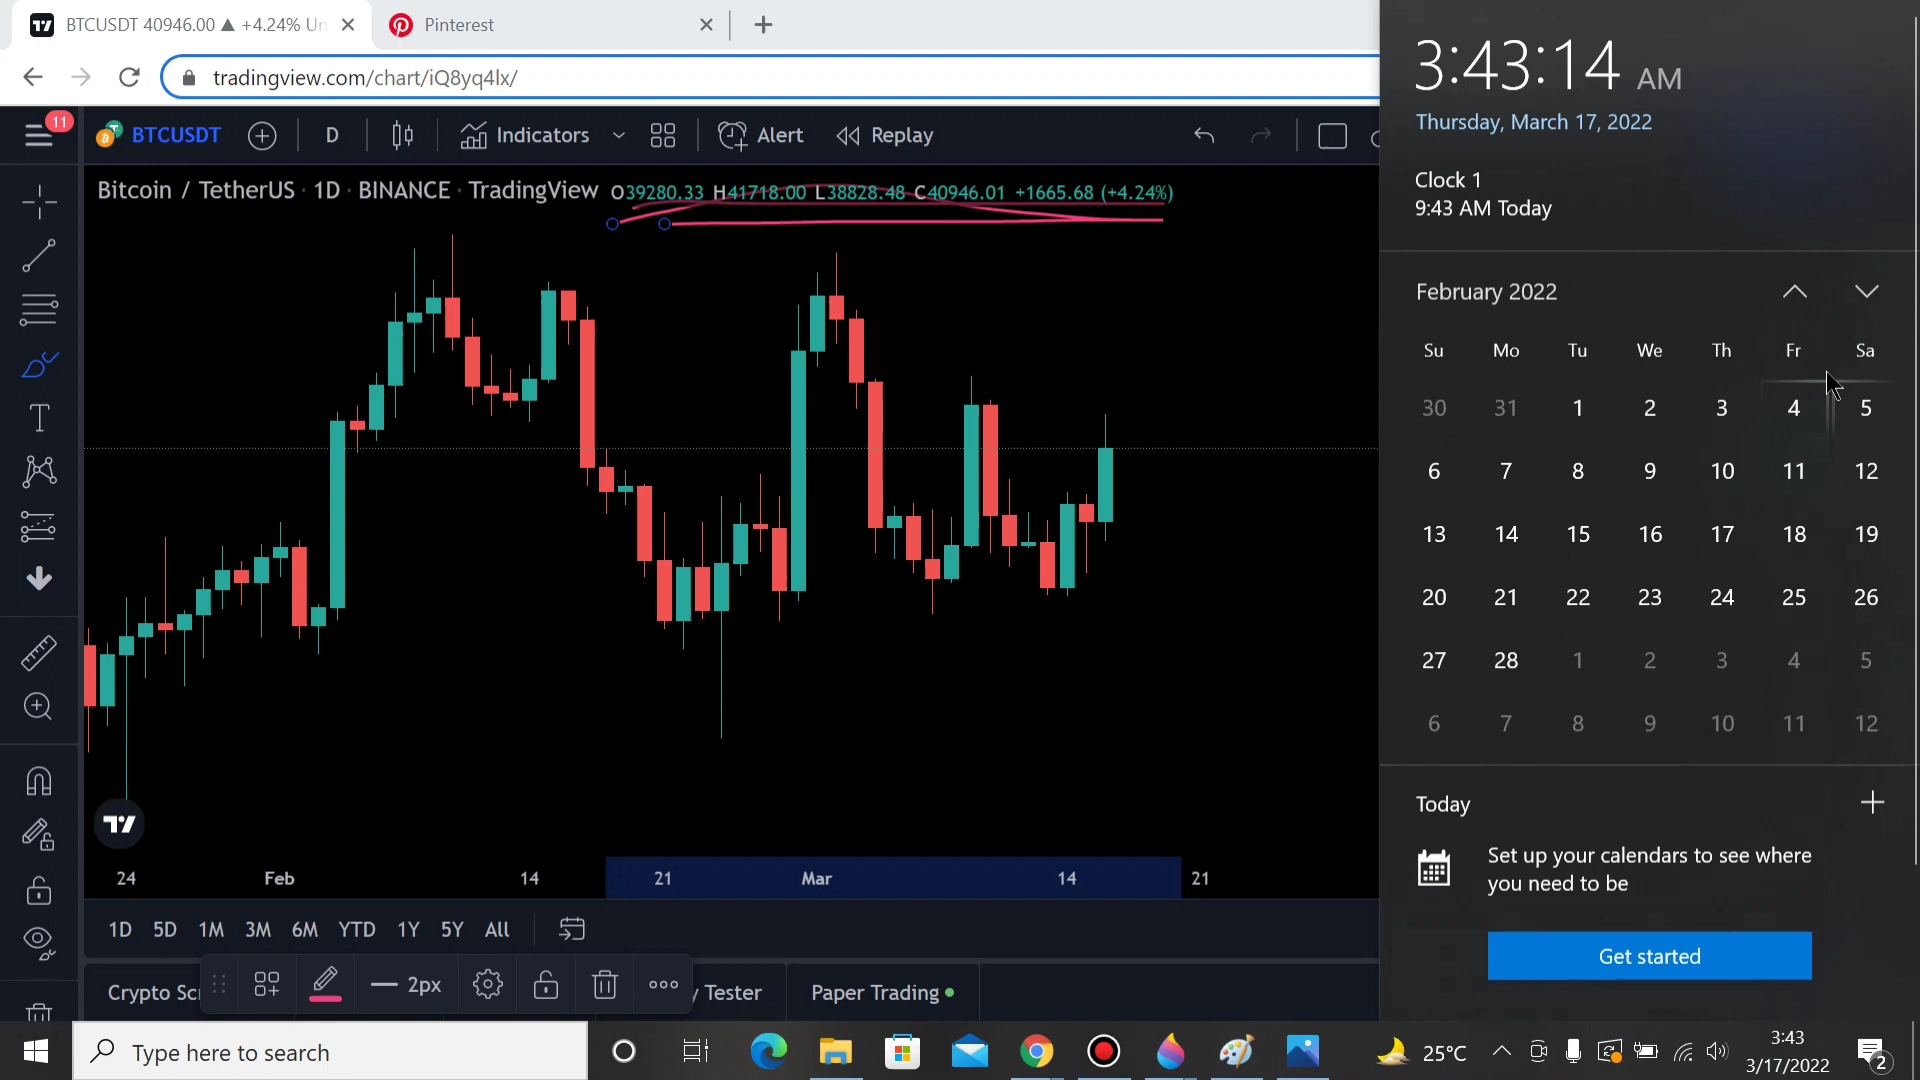 BTCUSDT 40946.00 ▲ +4.24% Un
Pinterest
tradingview.com/chart/iQ8yq4lx/
11
BTCUSDT
D
Indicators
Alert
Replay
Bitcoin / TetherUS · 1D · BINANCE · TradingView O39280.33 H41718.00 L38828.48 C40946.01 +1665.68 (+4.24%)
24 Feb 14 21 Mar 14 21
1D 5D 1M 3M 6M YTD 1Y 5Y All
Crypto Scr
2px
y Tester
Paper Trading
3:43:14 AM
Thursday, March 17, 2022
Clock 1
9:43 AM Today
February 2022
Su Mo Tu We Th Fr Sa
30 31 1 2 3 4 5
6 7 8 9 10 11 12
13 14 15 16 17 18 19
20 21 22 23 24 25 26
27 28 1 2 3 4 5
6 7 8 9 10 11 12
Today
Set up your calendars to see where
you need to be
Get started
Type here to search
25°C
3:43
3/17/2022
2